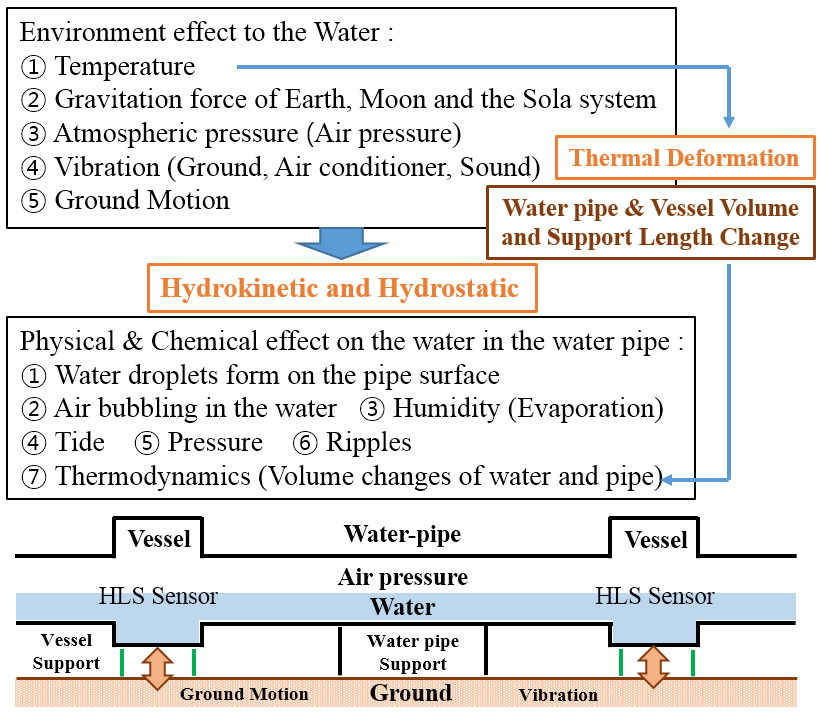 Environment effect to the Water :
① Temperature
② Gravitation force of Earth, Moon and the Sola system
③ Atmospheric pressure (Air pressure)
④ Vibration (Ground, Air conditioner, Sound)
⑤ Ground Motion
Thermal Deformation
Water pipe & Vessel Volume
and Support Length Change
Hydrokinetic and Hydrostatic
Physical & Chemical effect on the water in the water pipe :
① Water droplets form on the pipe surface
② Air bubbling in the water ③ Humidity (Evaporation)
④ Tide ⑤ Pressure ⑥ Ripples
⑦ Thermodynamics (Volume changes of water and pipe)
Vessel
Water-pipe
Vessel
Air pressure
HLS Sensor
Water
HLS Sensor
Vessel
Support
Water pipe
Support
Ground Motion
Ground
Vibration